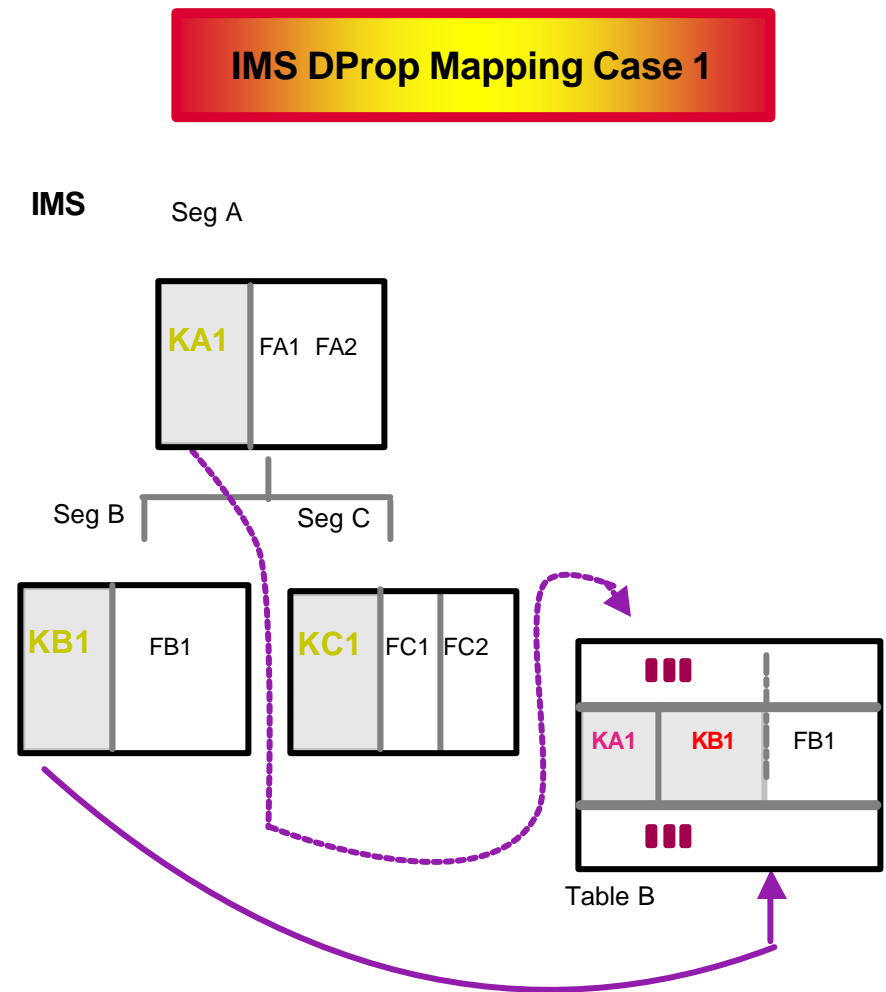 IMS DProp Mapping Case 1
IMS
Seg A
KA1 FA1 FA2
Seg B
Seg C
KB1 FB1
KC1 FC1 FC2
KA1 KB1 FB1
Table B